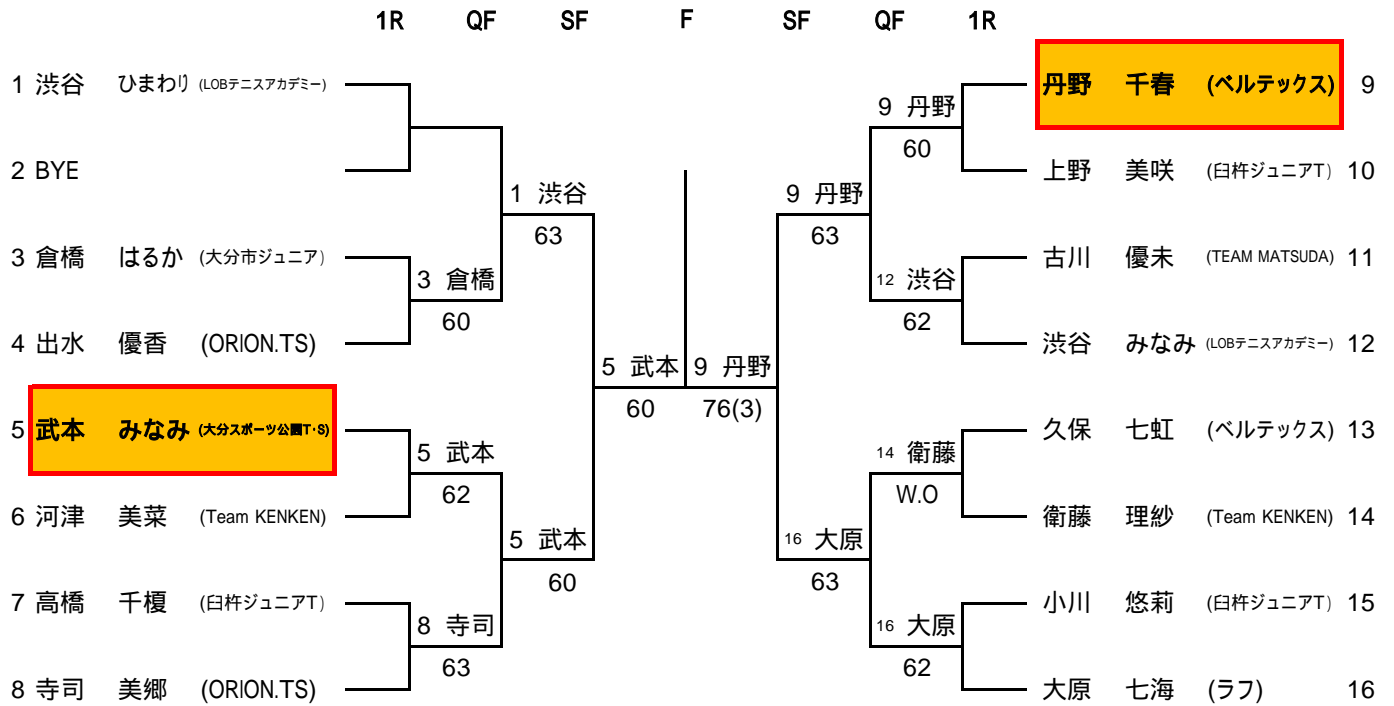 1R QF SF F SF QF 1R
1 渋谷 ひまわり (LOBテニスアカデミー)
2 BYE
3 倉橋 はるか (大分市ジュニア)
4 出水 優香 (ORION.TS)
5 武本 みなみ (大分スポーツ公園T・S)
6 河津 美菜 (Team KENKEN)
7 高橋 千榎 (臼杵ジュニアT)
8 寺司 美郷 (ORION.TS)
3 倉橋
60
5 武本
62
8 寺司
63
1 渋谷
63
5 武本
60
5 武本
60
9 丹野
76(3)
9 丹野
63
16 大原
63
9 丹野
60
12 渋谷
62
14 衛藤
W.O
16 大原
62
丹野 千春 (ベルテックス) 9
上野 美咲 (臼杵ジュニアT) 10
古川 優未 (TEAM MATSUDA) 11
渋谷 みなみ (LOBテニスアカデミー) 12
久保 七虹 (ベルテックス) 13
衛藤 理紗 (Team KENKEN) 14
小川 悠莉 (臼杵ジュニアT) 15
大原 七海 (ラフ) 16